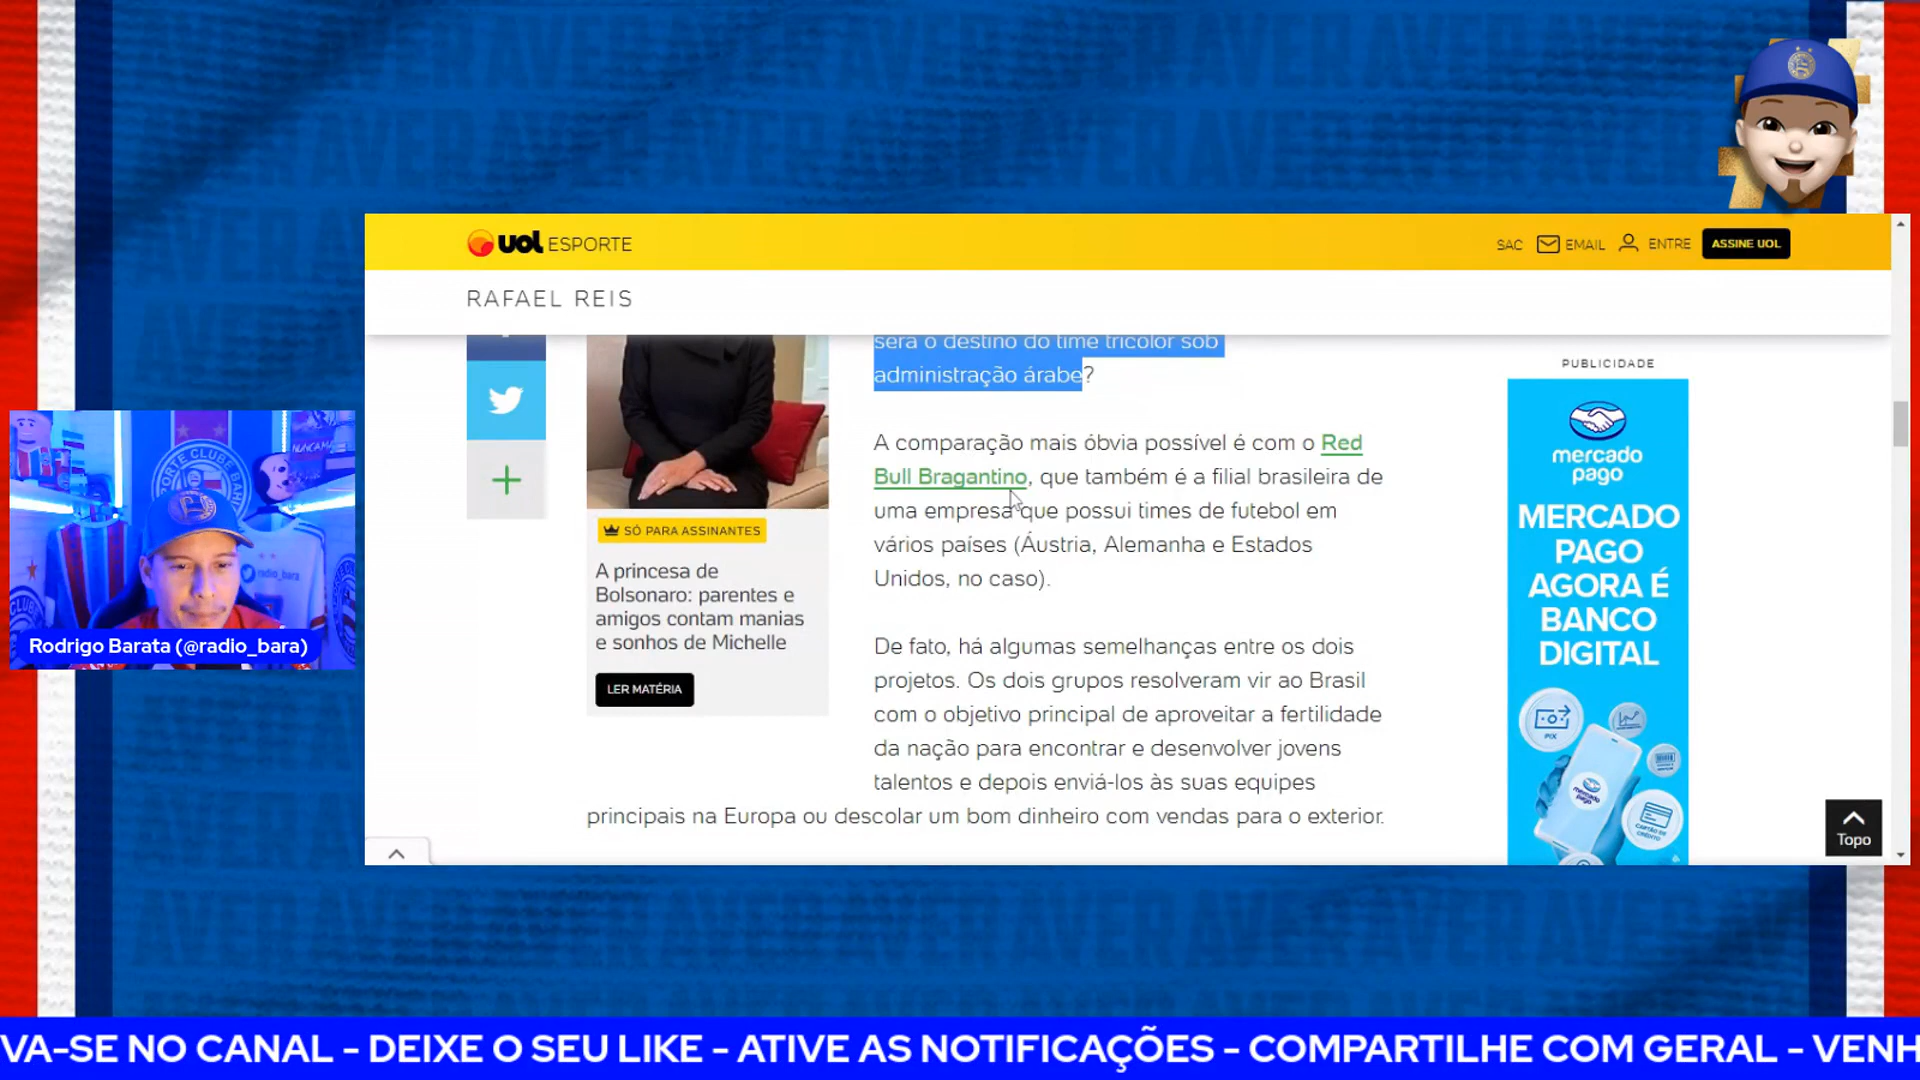 uol ESPORTE
SAC
EMAIL
ENTRE
ASSINE UOL
RAFAEL REIS
será o destino do time tricolor sob
administração árabe?
A comparação mais óbvia possível é com o Red
Bull Bragantino, que também é a filial brasileira de
uma empresa que possui times de futebol em
vários países (Áustria, Alemanha e Estados
Unidos, no caso).
De fato, há algumas semelhanças entre os dois
projetos. Os dois grupos resolveram vir ao Brasil
com o objetivo principal de aproveitar a fertilidade
da nação para encontrar e desenvolver jovens
talentos e depois enviá-los às suas equipes
principais na Europa ou descolar um bom dinheiro com vendas para o exterior.
SÓ PARA ASSINANTES
A princesa de
Bolsonaro: parentes e
amigos contam manias
e sonhos de Michelle
LER MATÉRIA
PUBLICIDADE
mercado
pago
MERCADO
PAGO
AGORA É
BANCO
DIGITAL
PIX
CARTÃO DE
CRÉDITO
Topo
radio_bara
Rodrigo Barata (@radio_bara)
VA-SE NO CANAL - DEIXE O SEU LIKE - ATIVE AS NOTIFICAÇÕES - COMPARTILHE COM GERAL - VENH